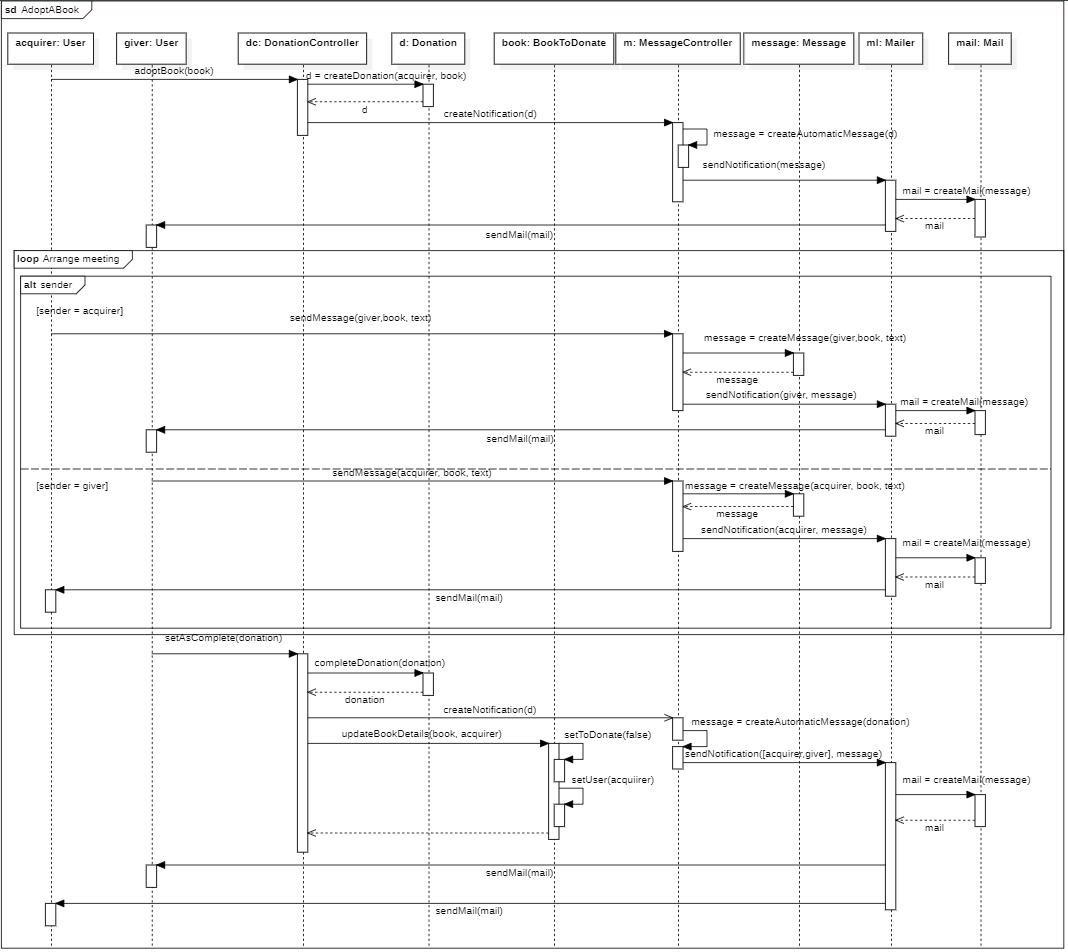 sd AdoptABook
acquirer: User
giver: User
dc: DonationController
d: Donation
book: BookToDonate
m: MessageController
message: Message
ml: Mailer
mail: Mail
adoptBook(book)
d = createDonation(acquirer, book)
d
createNotification(d)
message = createAutomaticMessage(d)
sendNotification(message)
mail = createMail(message)
mail
sendMail(mail)
loop Arrange meeting
alt sender
[sender = acquirer]
sendMessage(giver,book, text)
message = createMessage(giver,book, text)
message
sendNotification(giver, message)
mail = createMail(message)
mail
sendMail(mail)
sendMessage(acquirer, book, text)
[sender = giver]
message = createMessage(acquirer, book, text)
message
sendNotification(acquirer, message)
mail = createMail(message)
mail
sendMail(mail)
setAsComplete(donation)
completeDonation(donation)
donation
createNotification(d)
message = createAutomaticMessage(donation)
updateBookDetails(book, acquirer)
setToDonate(false)
sendNotification([acquirer,giver], message)
setUser(acquiirer)
mail = createMail(message)
mail
sendMail(mail)
sendMail(mail)